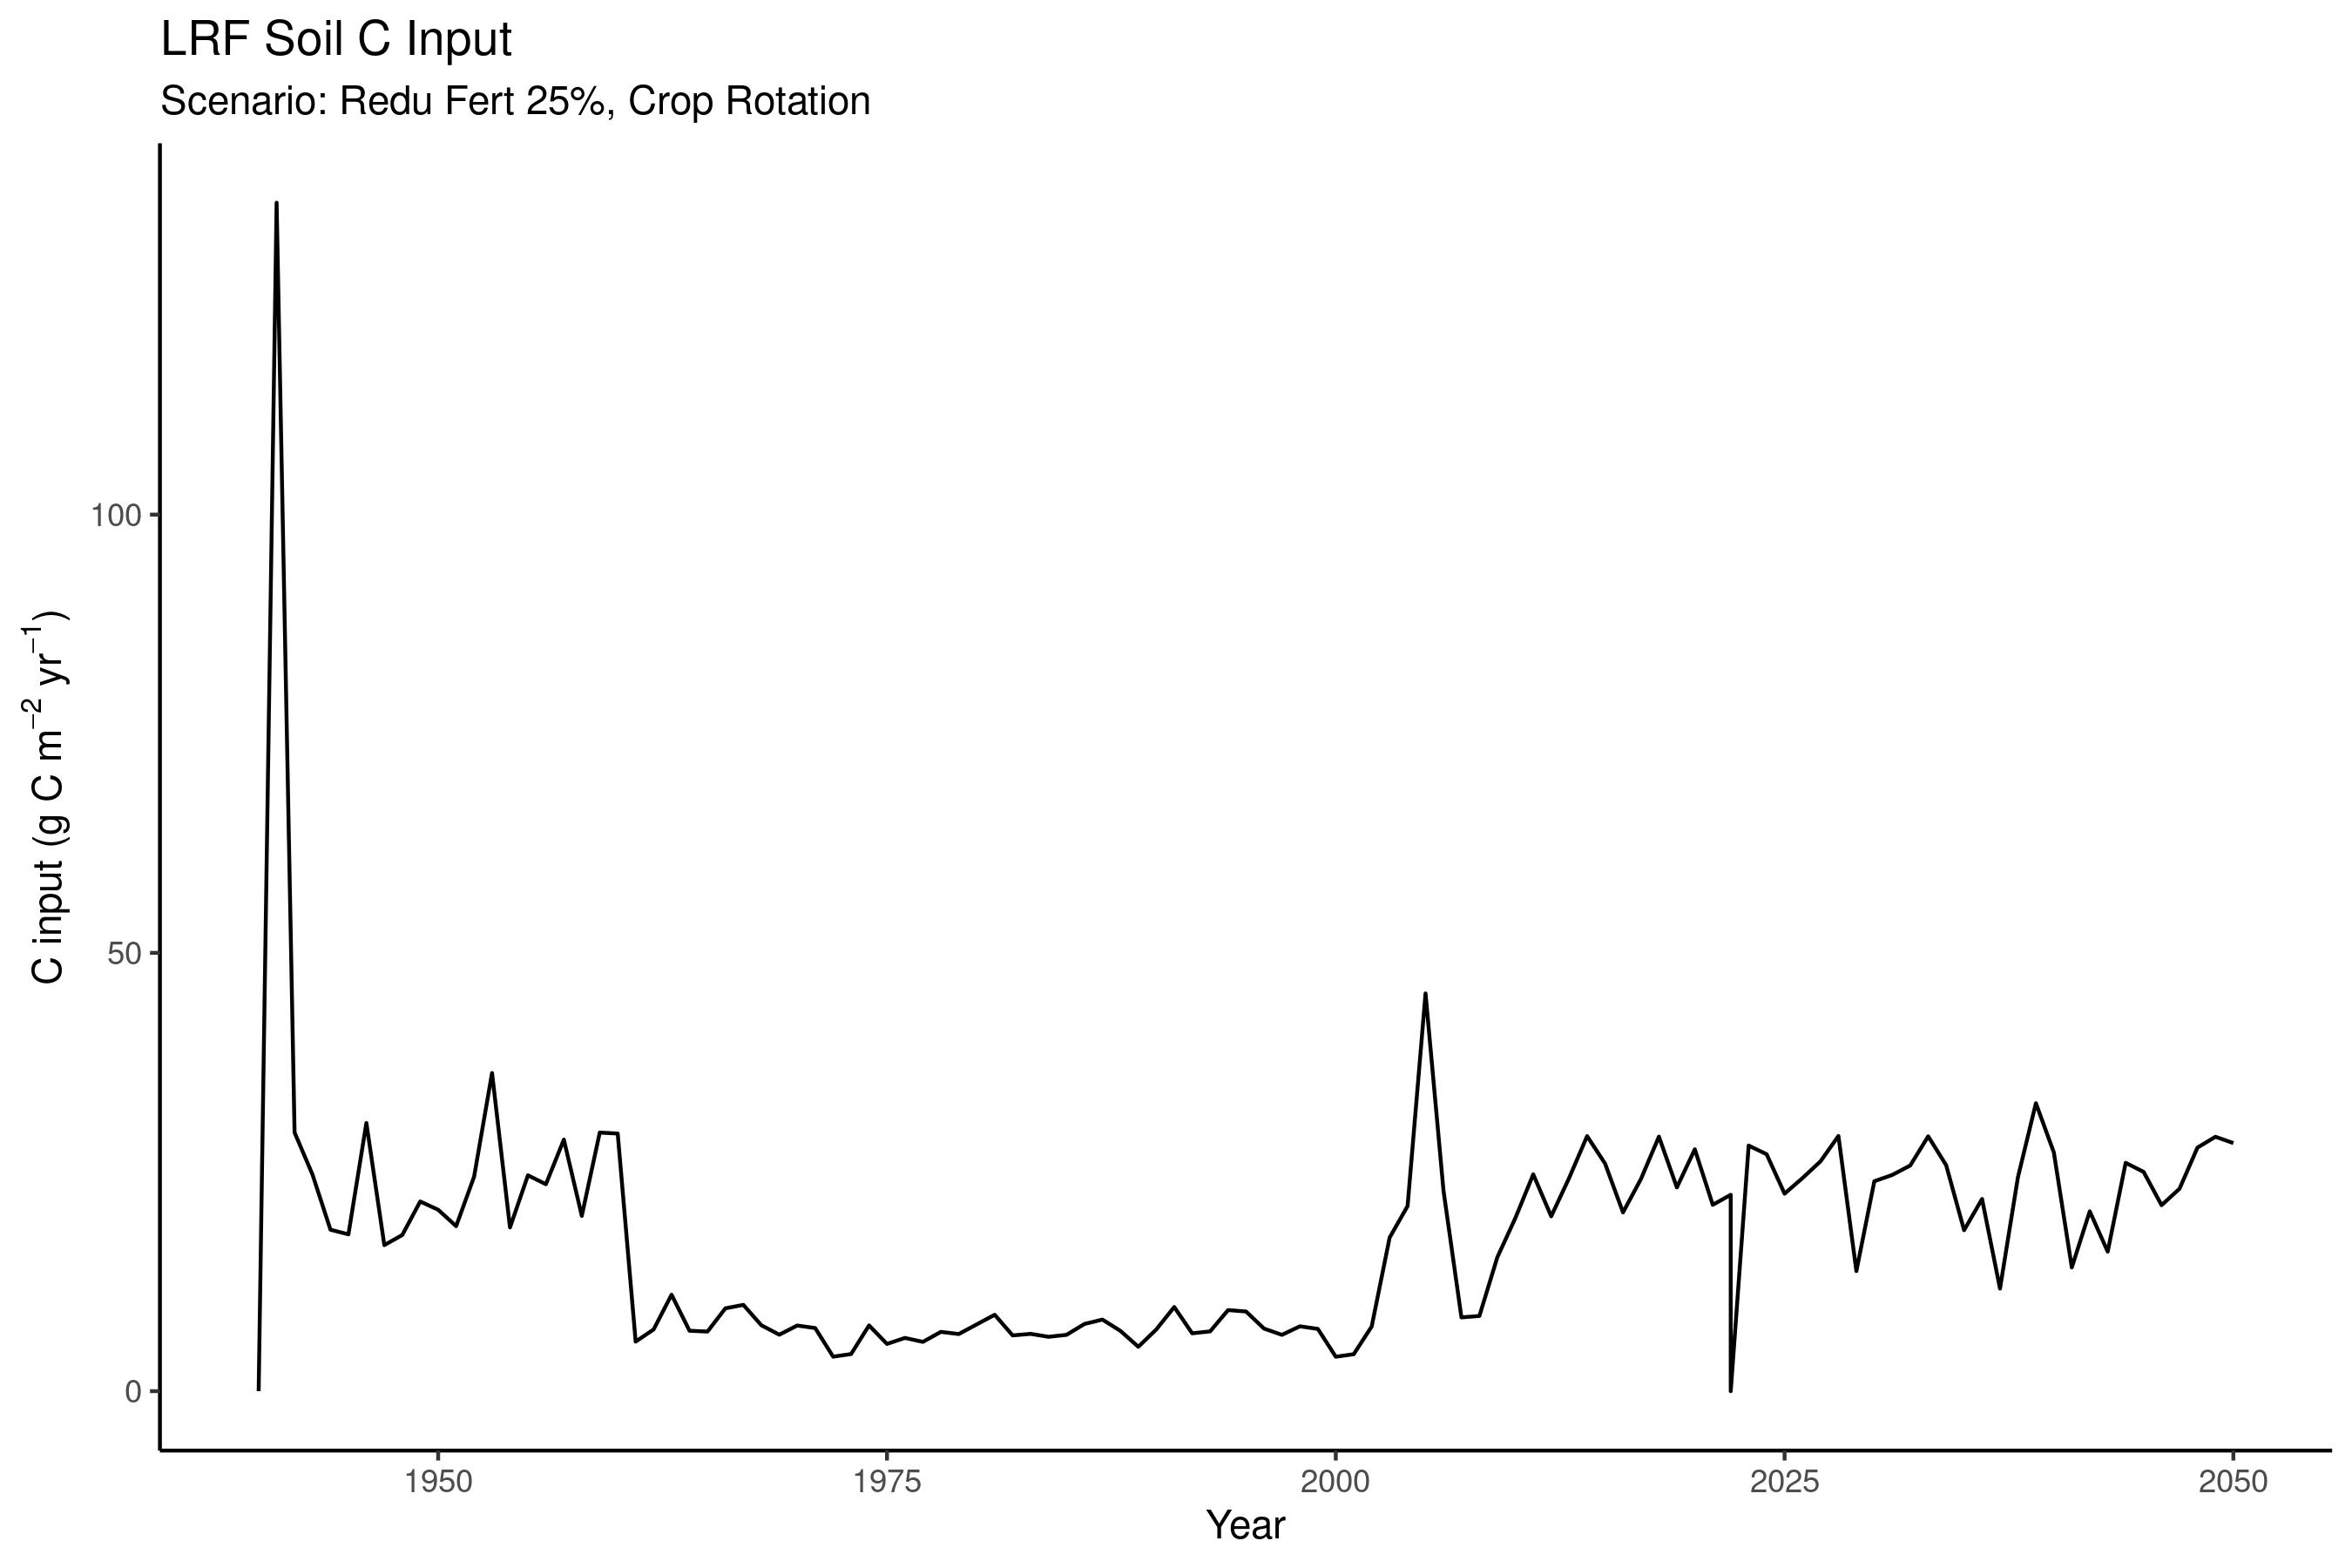 LRF Soil C Input
Scenario: Redu Fert 25%, Crop Rotation
C input (g C m⁻² yr⁻¹)
100
50
0
1950 1975 2000 2025 2050
Year